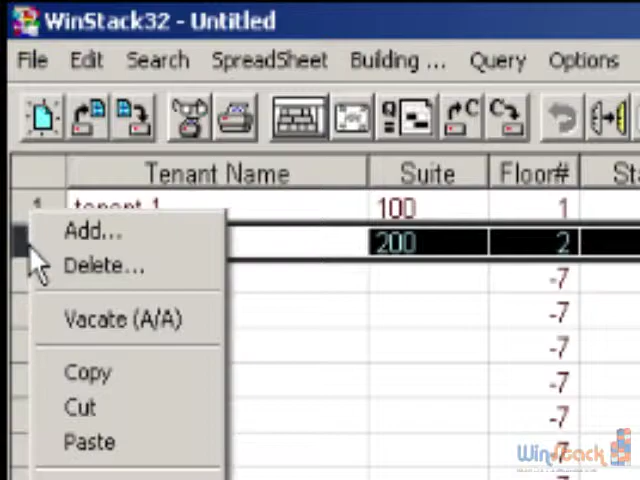 WinStack32 - Untitled
File Edit Search SpreadSheet Building ... Query Options
Tenant Name Suite Floor#
1 tenant 1 100 1
Add...
200 2
Delete...
-7
Vacate (A/A) -7
-7
Copy -7
Cut -7
Paste
WinStack